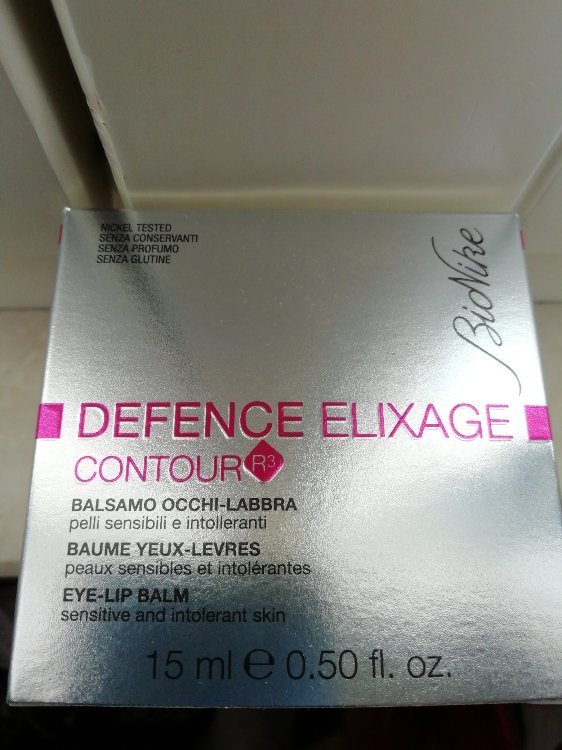 NICKEL TESTED
SENZA CONSERVANTI
SENZA PROFUMO
SENZA GLUTINE
BioNike
DEFENCE ELIXAGE
CONTOUR R3
BALSAMO OCCHI-LABBRA
pelli sensibili e intolleranti
BAUME YEUX-LEVRES
peaux sensibles et intolérantes
EYE-LIP BALM
sensitive and intolerant skin
15 ml e 0.50 fl. oz.